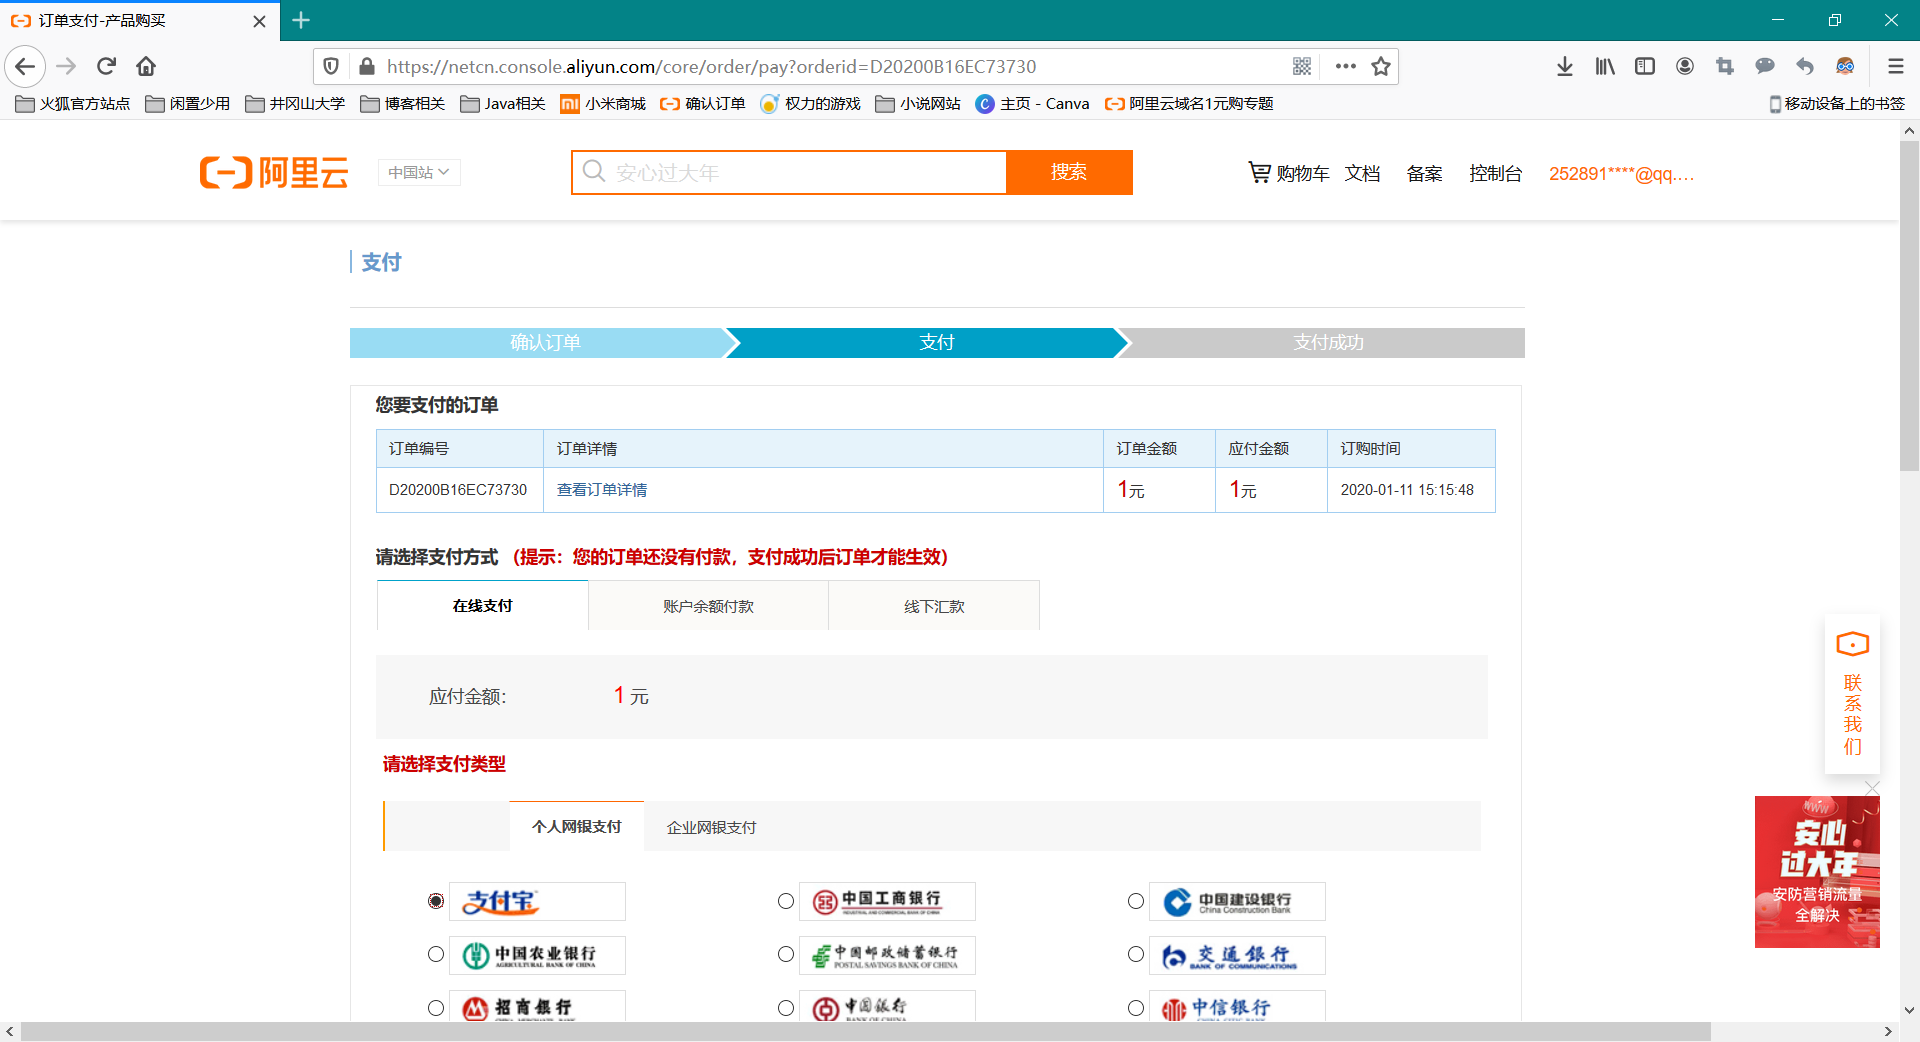 订单支付-产品购买
https://netcn.console.aliyun.com/core/order/pay?orderid=D20200B16EC73730
火狐官方站点 闲置少用 井冈山大学 博客相关 Java相关 小米商城 确认订单 权力的游戏 小说网站 主页 - Canva 阿里云域名1元购专题 移动设备上的书签
阿里云 中国站 安心过大年 搜索 购物车 文档 备案 控制台 252891****@qq....
支付
确认订单 支付 支付成功
您要支付的订单
订单编号 订单详情 订单金额 应付金额 订购时间
D20200B16EC73730 查看订单详情 1元 1元 2020-01-11 15:15:48
请选择支付方式 （提示：您的订单还没有付款，支付成功后订单才能生效）
在线支付 账户余额付款 线下汇款
应付金额： 1 元
请选择支付类型
个人网银支付 企业网银支付
支付宝 中国工商银行 中国建设银行
INDUSTRIAL AND COMMERCIAL BANK OF CHINA China Construction Bank
中国农业银行 中国邮政储蓄银行 交通银行
AGRICULTURAL BANK OF CHINA POSTAL SAVINGS BANK OF CHINA BANK OF COMMUNICATIONS
招商银行 中国银行 中信银行
CHINA MERCHANTS BANK BANK OF CHINA CHINA CITIC BANK
联
系
我
们
www
安心
过大年
安防营销流量
全解决